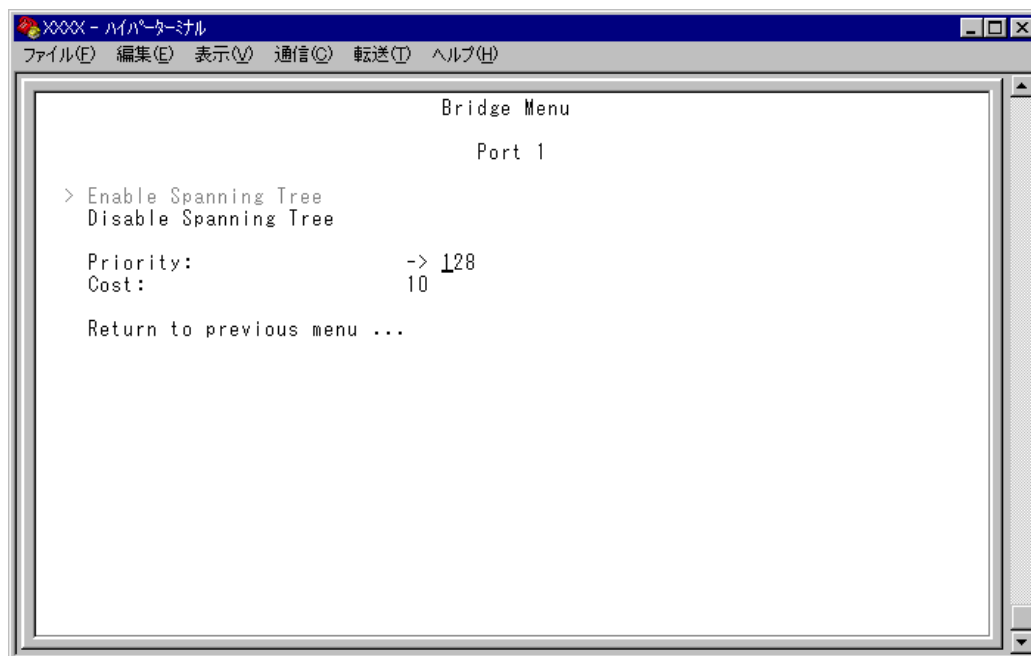 XXXX - ハイパーターミナル
ファイル(F) 編集(E) 表示(V) 通信(C) 転送(T) ヘルプ(H)
Bridge Menu
Port 1
> Enable Spanning Tree
Disable Spanning Tree
Priority: -> 128
Cost: 10
Return to previous menu ...